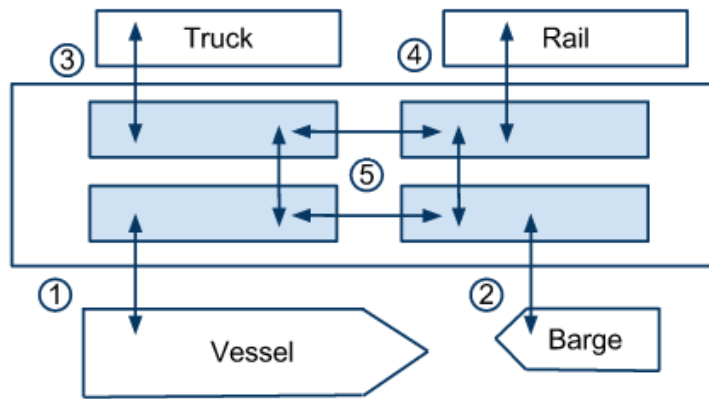 ③ Truck ④ Rail
⑤
① ②
Vessel Barge